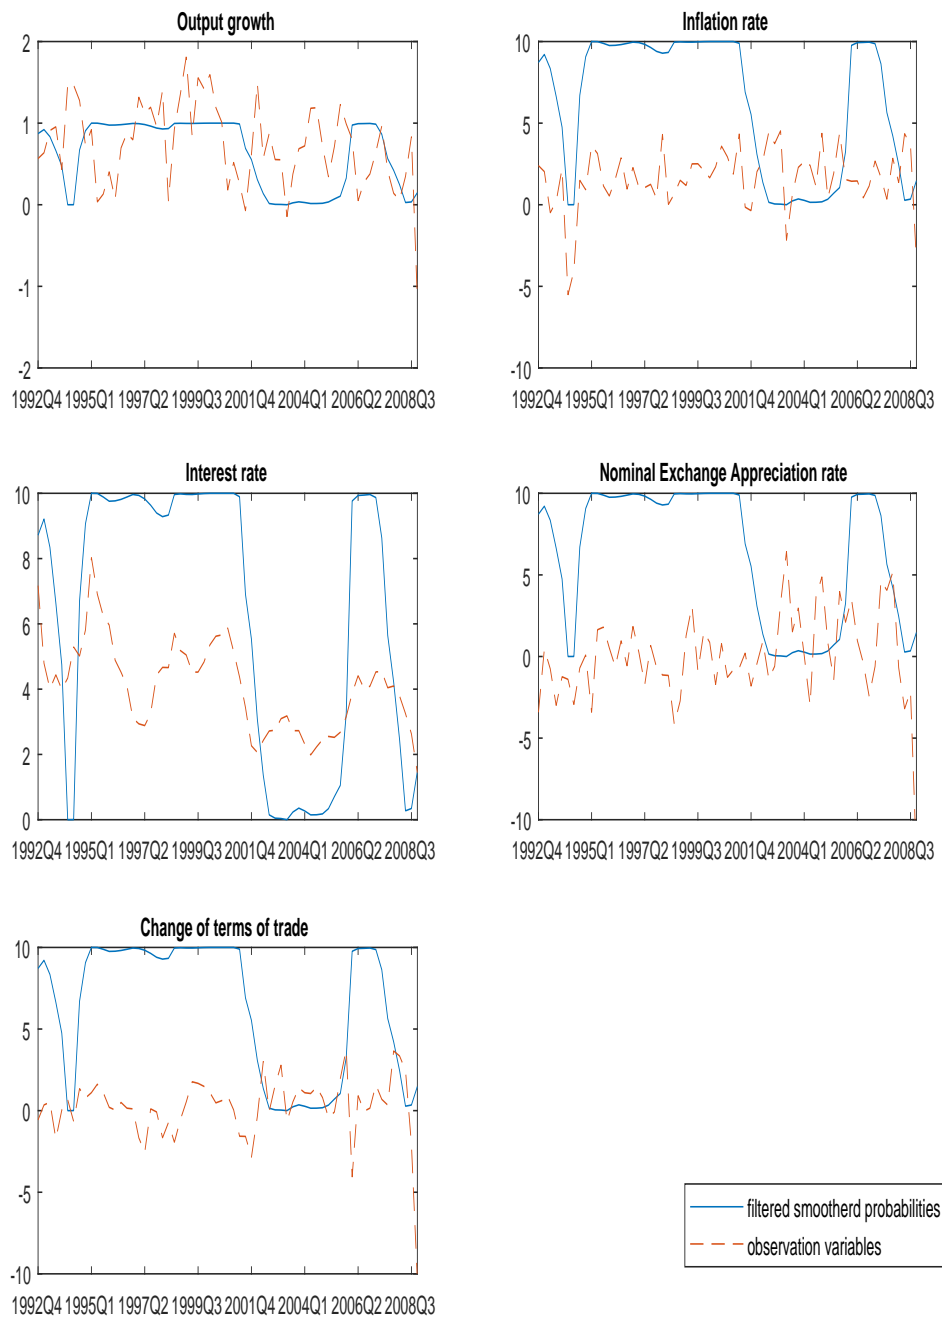 Output growth
2
1
0
-1
-2
1992Q4 1995Q1 1997Q2 1999Q3 2001Q4 2004Q1 2006Q2 2008Q3
Inflation rate
10
5
0
-5
-10
1992Q4 1995Q1 1997Q2 1999Q3 2001Q4 2004Q1 2006Q2 2008Q3
Interest rate
10
8
6
4
2
0
1992Q4 1995Q1 1997Q2 1999Q3 2001Q4 2004Q1 2006Q2 2008Q3
Nominal Exchange Appreciation rate
10
5
0
-5
-10
1992Q4 1995Q1 1997Q2 1999Q3 2001Q4 2004Q1 2006Q2 2008Q3
Change of terms of trade
10
5
0
-5
-10
1992Q4 1995Q1 1997Q2 1999Q3 2001Q4 2004Q1 2006Q2 2008Q3
filtered smootherd probabilities
observation variables